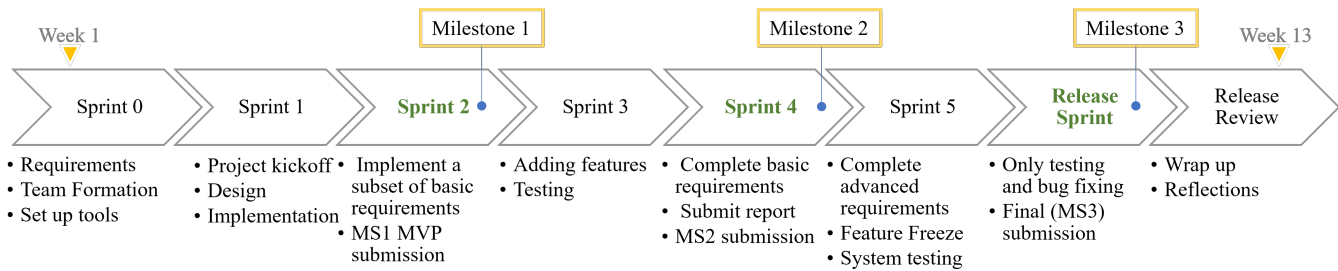 Week 1
Milestone 1
Milestone 2
Milestone 3
Week 13
Sprint 0
Sprint 1
Sprint 2
Sprint 3
Sprint 4
Sprint 5
Release
Sprint
Release
Review
• Requirements
• Team Formation
• Set up tools
• Project kickoff
• Design
• Implementation
• Implement a
subset of basic
requirements
• MS1 MVP
submission
• Adding features
• Testing
• Complete basic
requirements
• Submit report
• MS2 submission
• Complete
advanced
requirements
• Feature Freeze
• System testing
• Only testing
and bug fixing
• Final (MS3)
submission
• Wrap up
• Reflections